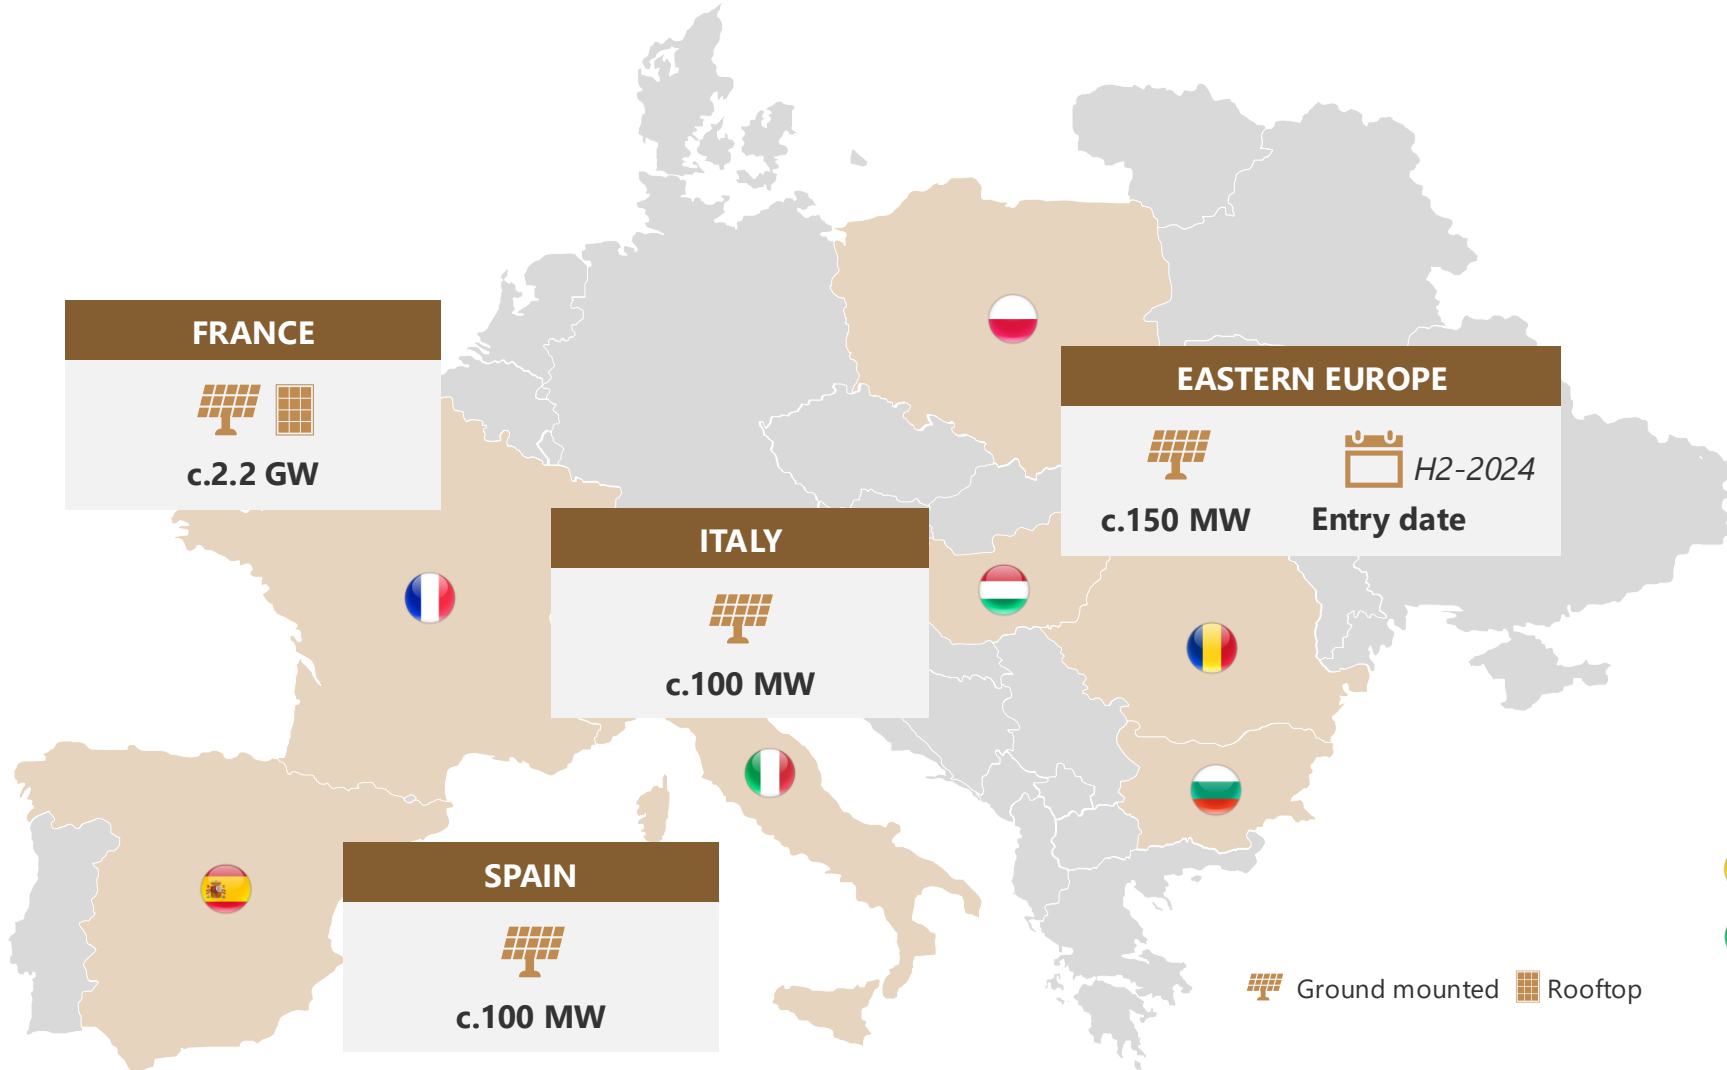 FRANCE
c.2.2 GW
EASTERN EUROPE
H2-2024
c.150 MW
Entry date
ITALY
c.100 MW
SPAIN
c.100 MW
Ground mounted
Rooftop